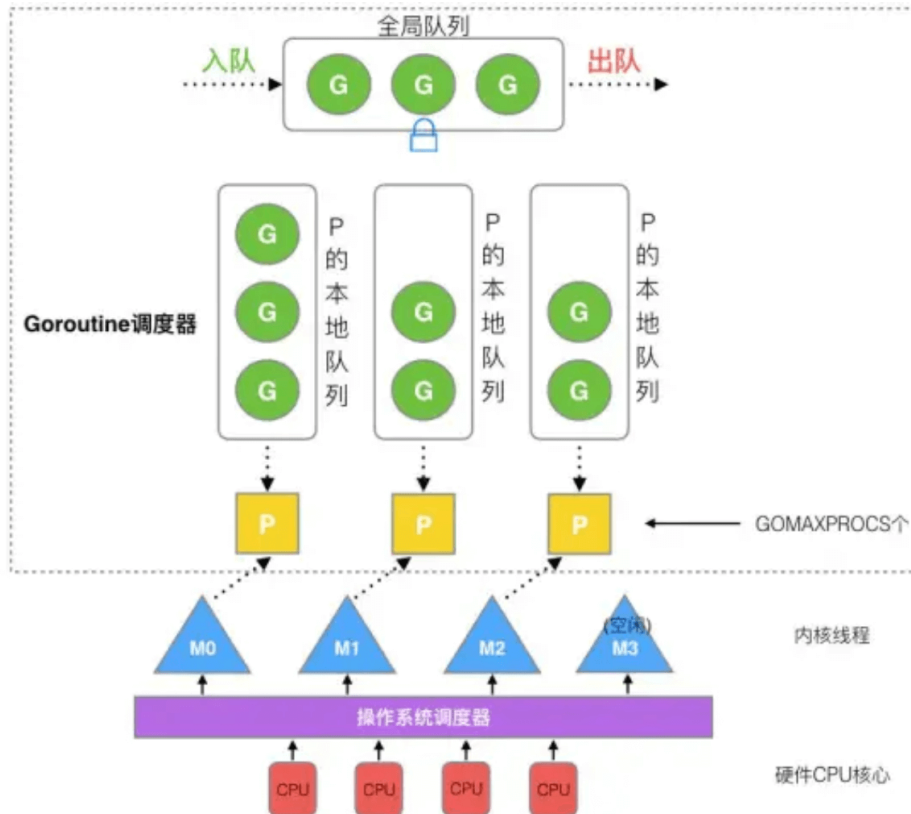 全局队列
入队
G
G
G
出队
G
G
G
P的本地队列
G
G
P的本地队列
G
G
P的本地队列
Goroutine调度器
P
P
P
GOMAXPROCS个
M0
M1
M2
(空闲)
M3
内核线程
操作系统调度器
CPU
CPU
CPU
CPU
硬件CPU核心